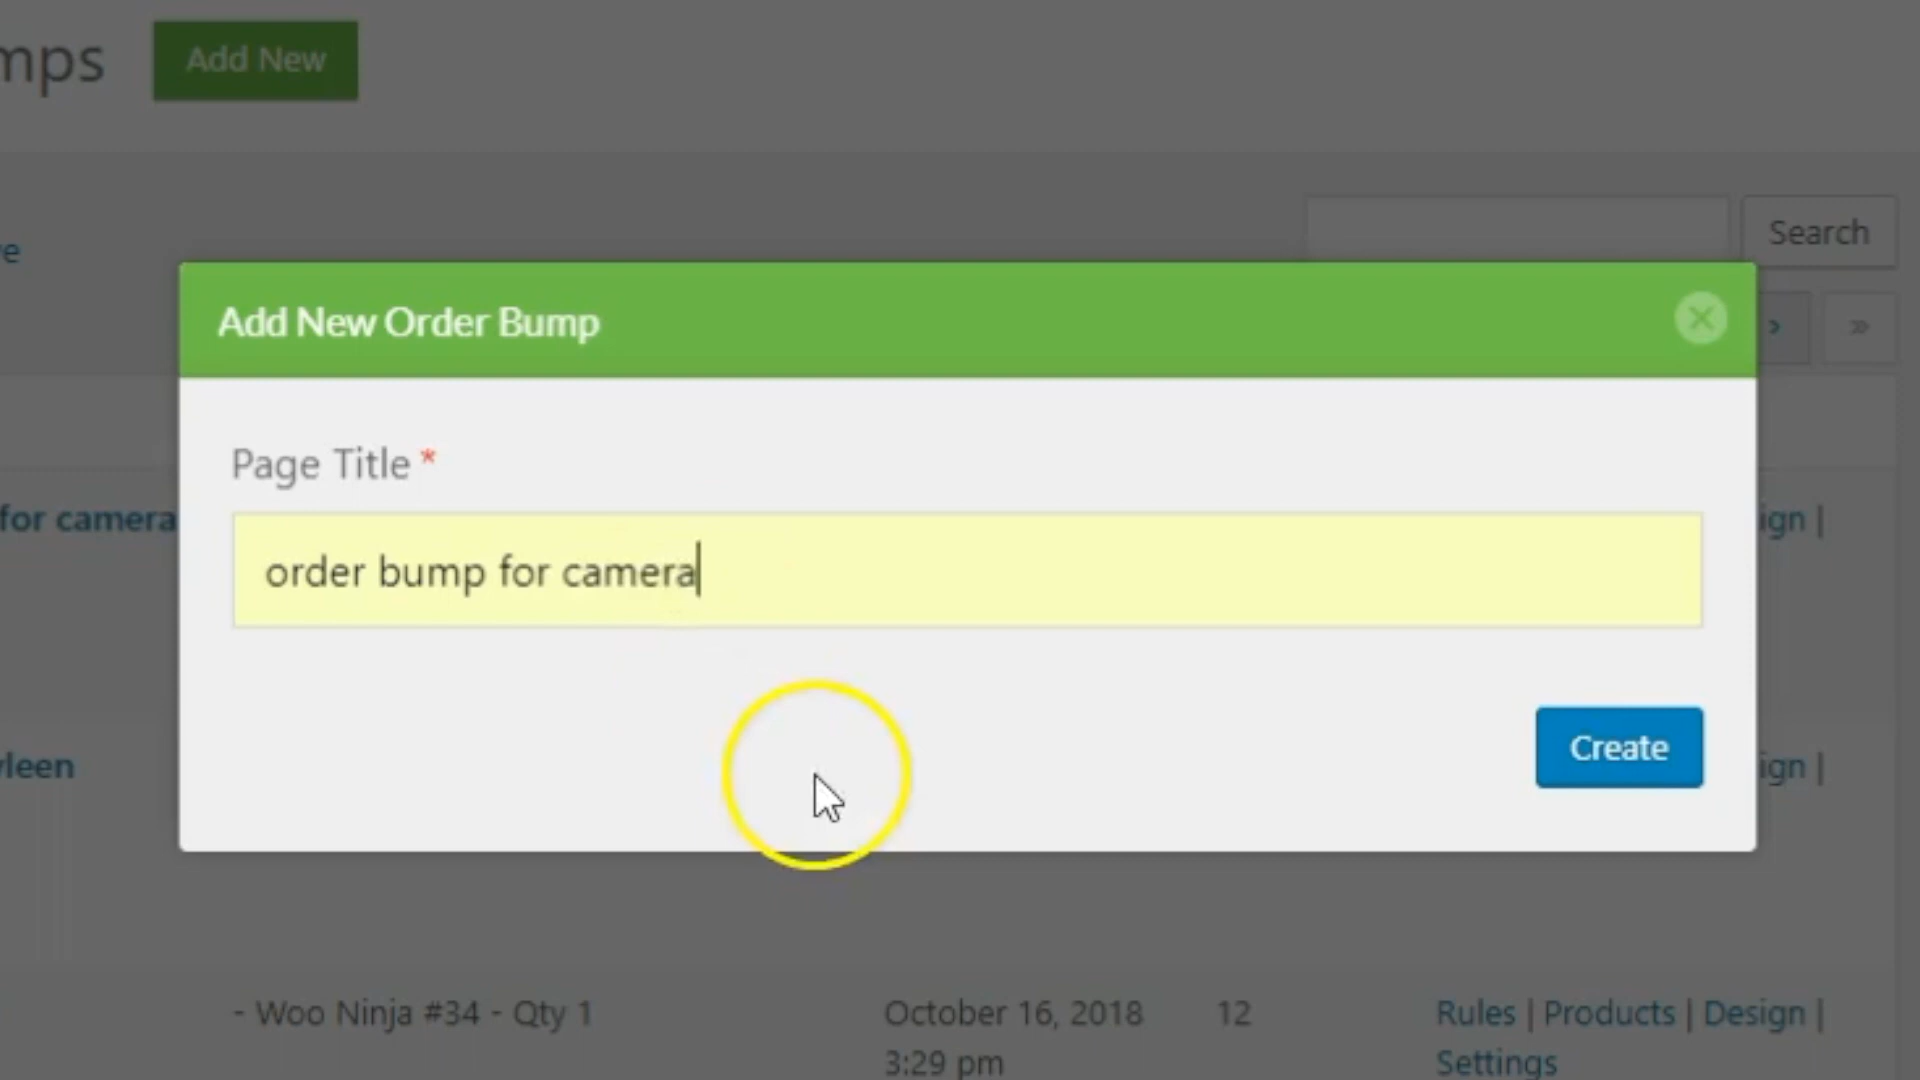 mps Add New
e
Search
Add New Order Bump
› »
Page Title *
for camera
ign |
order bump for camera
Create
leen
ign |
- Woo Ninja #34 - Qty 1
October 16, 2018
12
Rules | Products | Design |
3:29 pm
Settings